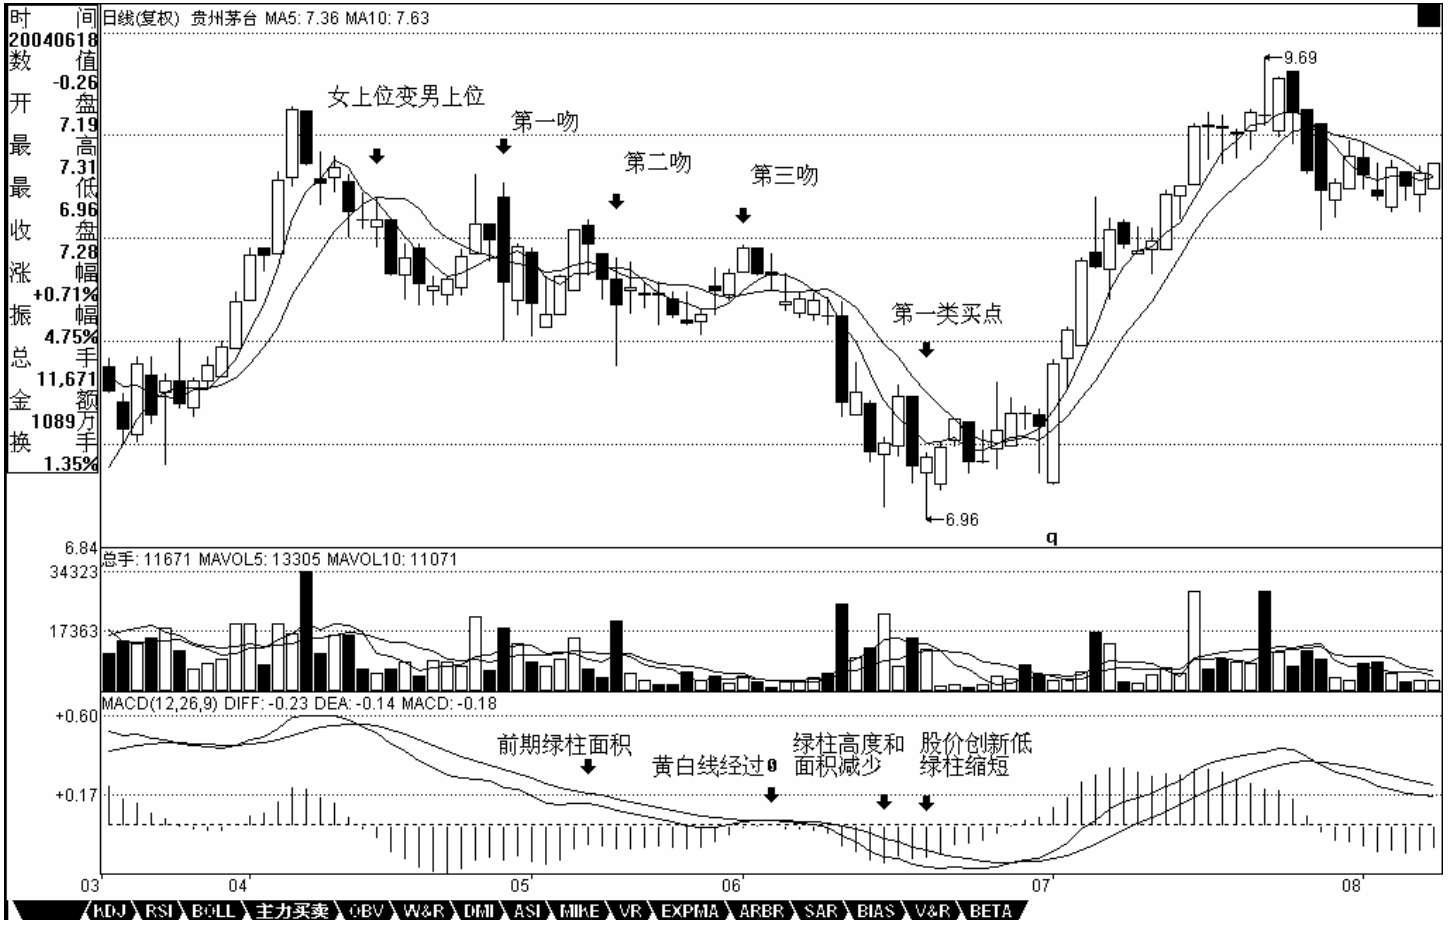 时 间
20040618
数 值
-0.26
开 盘
7.19
最 高
7.31
最 低
6.96
收 盘
7.28
涨 幅
+0.71%
振 幅
4.75%
总 手
11.671
金 额
1089万
换 手
1.35%
日线(复权) 贵州茅台 MA5: 7.36 MA10: 7.63
9.69
女上位变男上位
第一吻
第二吻
第三吻
第一类买点
6.96
q
6.84
总手: 11671 MAVOL5: 13305 MAVOL10: 11071
34323
17363
MACD(12,26,9) DIFF: -0.23 DEA: -0.14 MACD: -0.18
+0.60
前期绿柱面积
黄白线经过0
绿柱高度和
面积减少
股价创新低
绿柱缩短
+0.17
03 04 05 06 07 08
KDJ RSI BOLL 主力买卖 OBV W&R DMI ASI MIKE VR EXPMA ARBR SAR BIAS V&R BETA